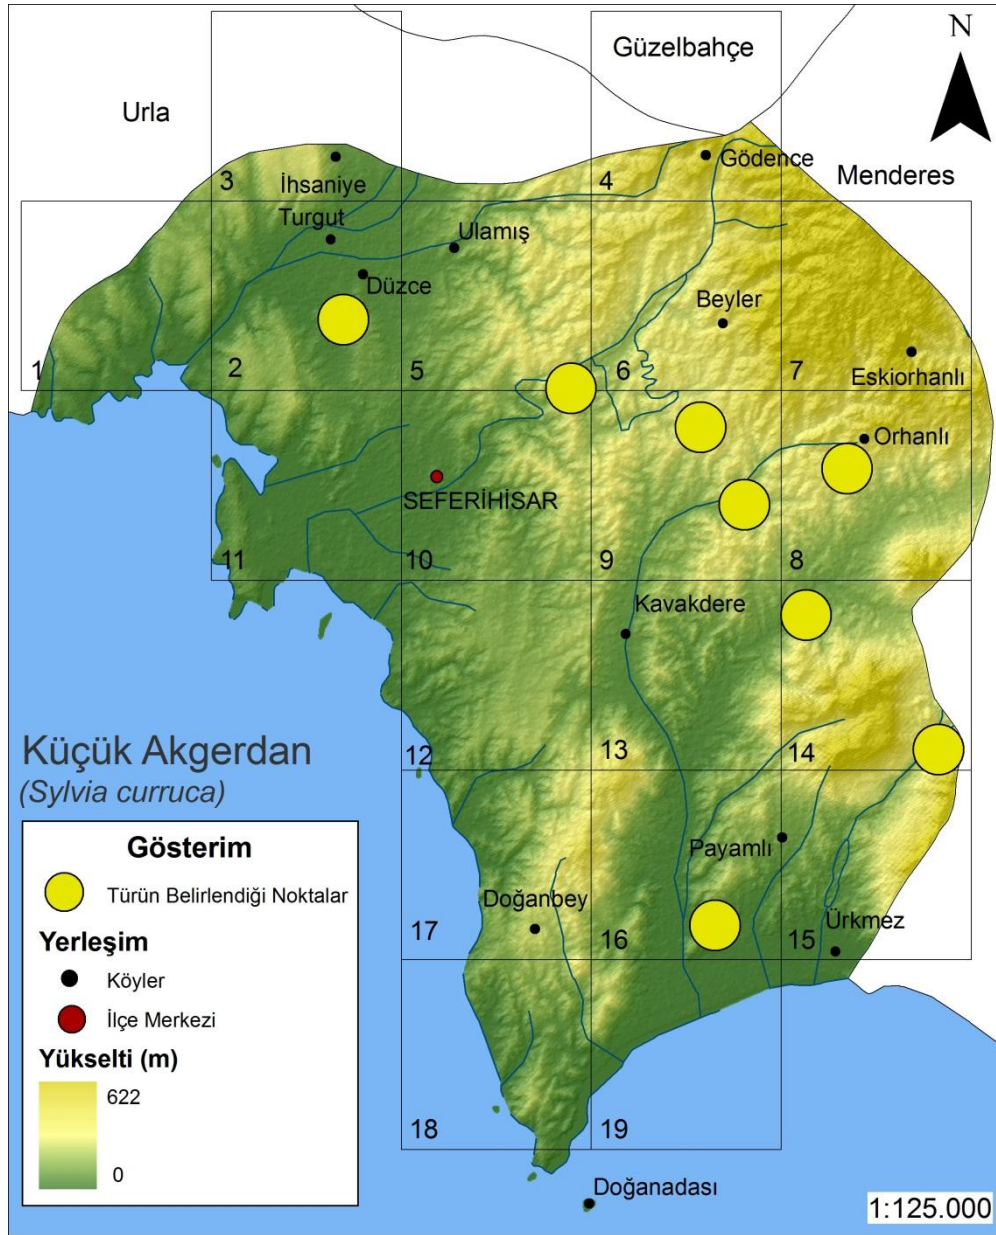 Güzelbahçe
N
Urla
Gödence
Menderes
3
4
İhsaniye
Turgut
Ulamış
Düzce
Beyler
1
2
5
6
7
Eskiorhanlı
Orhanlı
SEFERİHİSAR
11
10
9
8
Kavakdere
Küçük Akgerdan
(Sylvia curruca)
12
13
14
Gösterim
Türün Belirlendiği Noktalar
Yerleşim
Köyler
İlçe Merkezi
Yükselti (m)
622
0
Payamlı
Doğanbey
Ürkmez
17
16
15
18
19
Doğanadası
1:125.000